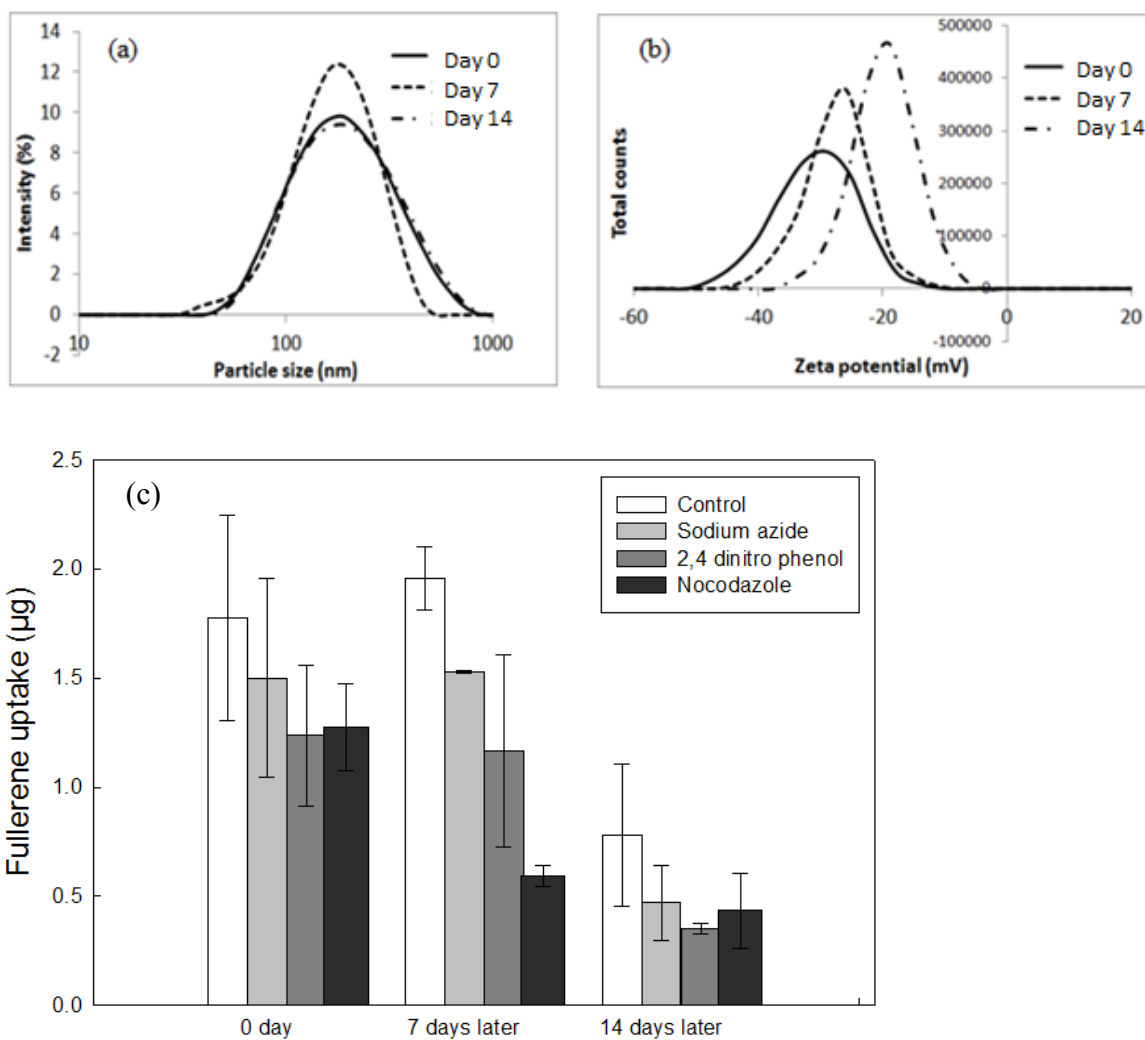 (a)
Day 0
Day 7
Day 14
14
12
10
8
6
4
2
0
-2
10
100
1000
Intensity (%)
Particle size (nm)
(b)
Day 0
Day 7
Day 14
500000
400000
300000
200000
100000
0
-100000
-60
-40
-20
0
20
Total counts
Zeta potential (mV)
(c)
Control
Sodium azide
2,4 dinitro phenol
Nocodazole
2.5
2.0
1.5
1.0
0.5
0.0
Fullerene uptake (µg)
0 day
7 days later
14 days later